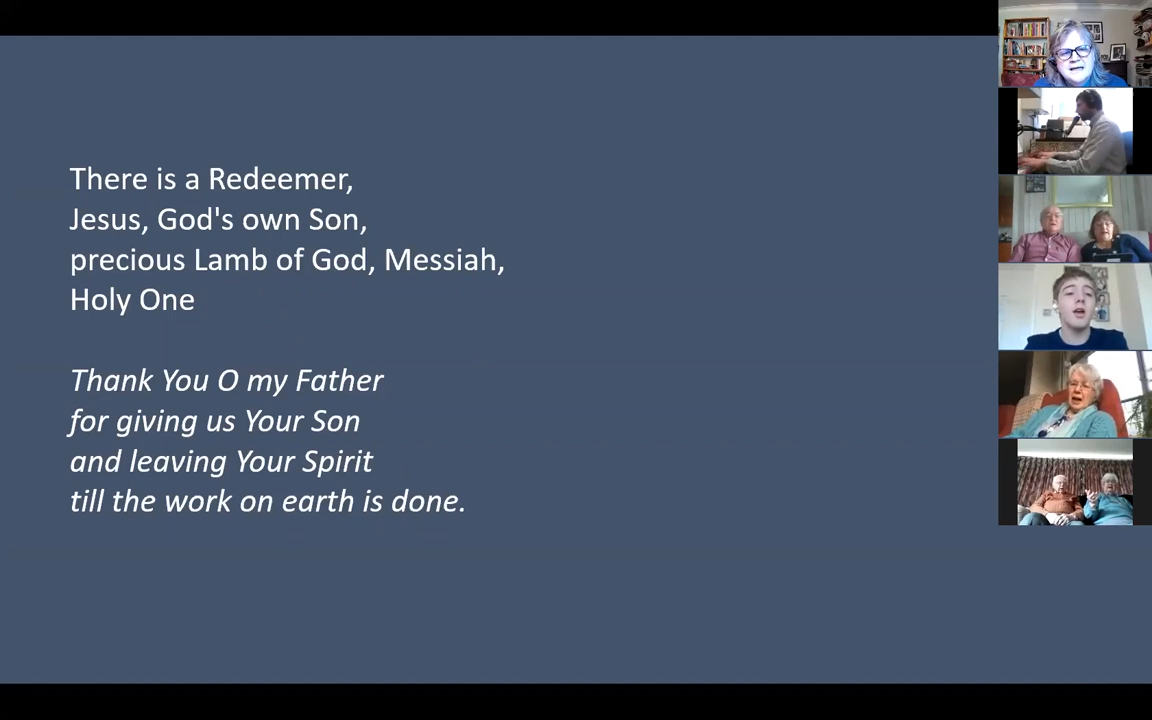 There is a Redeemer,
Jesus, God's own Son,
precious Lamb of God, Messiah,
Holy One
Thank You O my Father
for giving us Your Son
and leaving Your Spirit
till the work on earth is done.